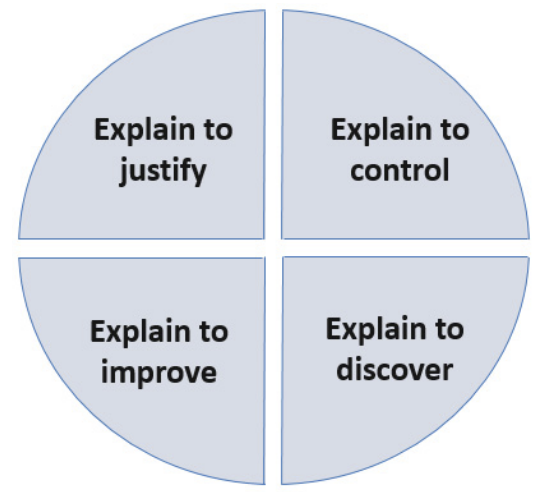 Explain to
justify
Explain to
control
Explain to
improve
Explain to
discover